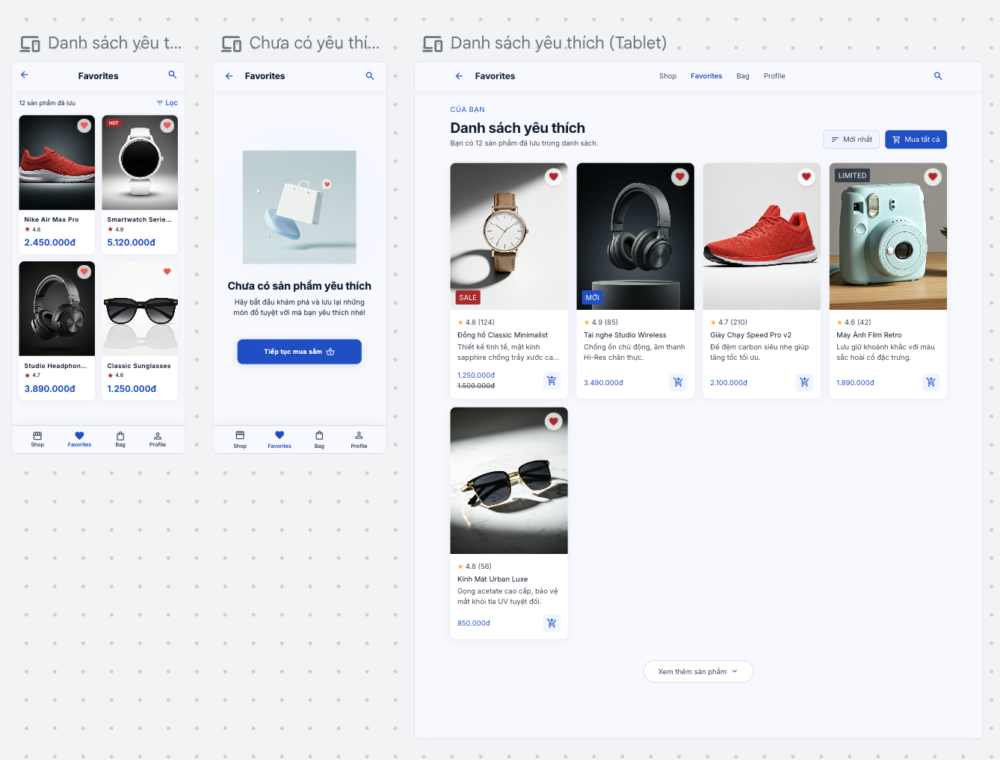 Danh sách yêu t...
Favorites
12 sản phẩm đã lưu
Lọc
HOT
Nike Air Max Pro
4.8
2.450.000đ
Smartwatch Serie...
4.9
5.120.000đ
Studio Headphon...
4.7
3.890.000đ
Classic Sunglasses
4.6
1.250.000đ
Shop
Favorites
Bag
Profile
Chưa có yêu thí...
Favorites
Chưa có sản phẩm yêu thích
Hãy bắt đầu khám phá và lưu lại những
món đồ tuyệt vời mà bạn yêu thích nhé!
Tiếp tục mua sắm
Shop
Favorites
Bag
Profile
Danh sách yêu thích (Tablet)
Favorites
Shop
Favorites
Bag
Profile
CỦA BẠN
Danh sách yêu thích
Bạn có 12 sản phẩm đã lưu trong danh sách.
Mới nhất
Mua tất cả
SALE
4.8 (124)
Đồng hồ Classic Minimalist
Thiết kế tinh tế, mặt kính
sapphire chống trầy xước ca...
1.250.000đ
1.500.000đ
MỚI
4.9 (85)
Tai nghe Studio Wireless
Chống ồn chủ động, âm thanh
Hi-Res chân thực.
3.490.000đ
4.7 (210)
Giày Chạy Speed Pro v2
Đế đệm carbon siêu nhẹ giúp
tăng tốc tối ưu.
2.100.000đ
LIMITED
4.6 (42)
Máy Ảnh Film Retro
Lưu giữ khoảnh khắc với màu
sắc hoài cổ đặc trưng.
1.890.000đ
4.8 (56)
Kính Mát Urban Luxe
Gọng acetate cao cấp, bảo vệ
mắt khỏi tia UV tuyệt đối.
850.000đ
Xem thêm sản phẩm